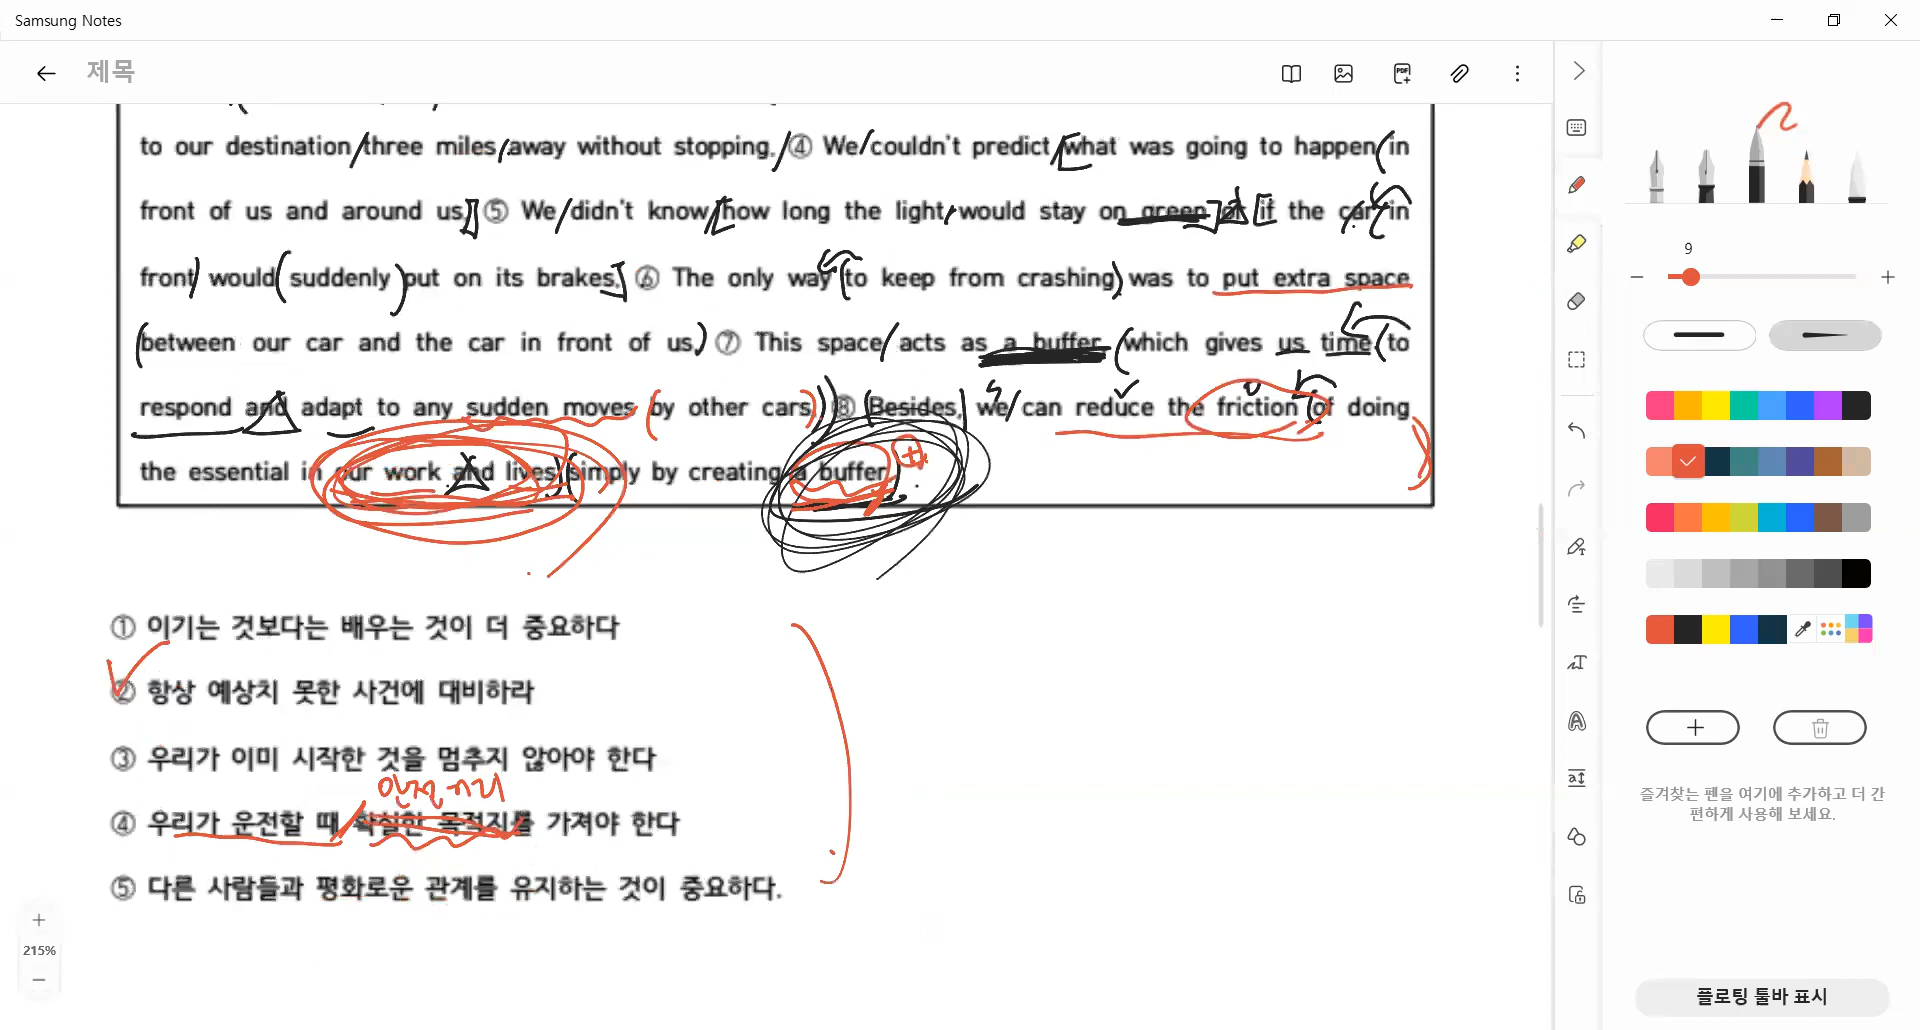 Samsung Notes
제목
to our destination three miles away without stopping. ④ We couldn't predict what was going to happen in
front of us and around us. ⑤ We didn't know how long the light would stay on green or if the car in
front would suddenly put on its brakes. ⑥ The only way to keep from crashing was to put extra space
between our car and the car in front of us. ⑦ This space acts as a buffer which gives us time to
respond and adapt to any sudden moves by other cars. ⑧ Besides, we can reduce the friction of doing
the essential in our work and lives simply by creating a buffer.
① 이기는 것보다는 배우는 것이 더 중요하다
② 항상 예상치 못한 사건에 대비하라
③ 우리가 이미 시작한 것을 멈추지 않아야 한다
안전거리
④ 우리가 운전할 때 확실한 목적지를 가져야 한다
⑤ 다른 사람들과 평화로운 관계를 유지하는 것이 중요하다.
215%
PDF
9
즐겨찾는 펜을 여기에 추가하고 더 간
편하게 사용해 보세요.
플로팅 툴바 표시